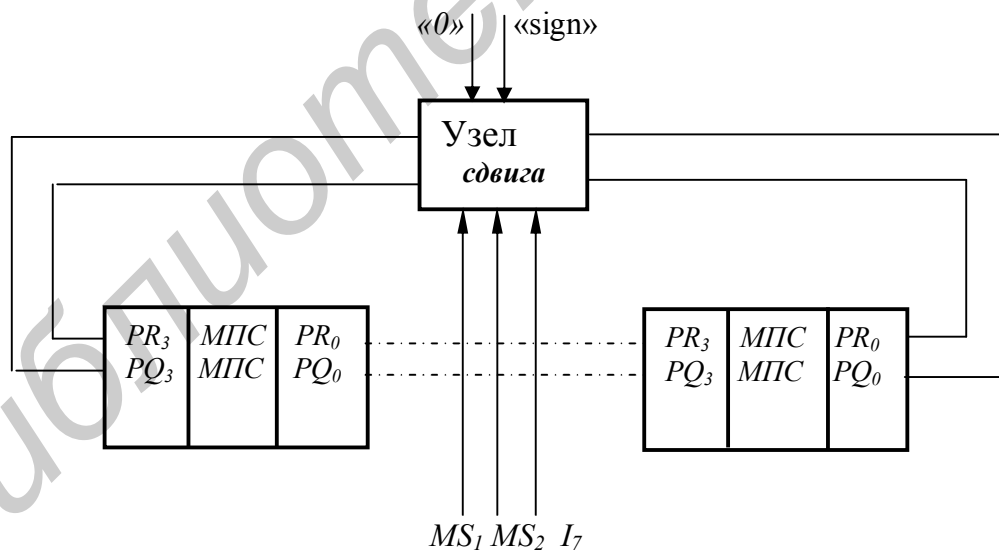 «0» «sign»
Узел
сдвига
PR₃ МПС PR₀
PQ₃ МПС PQ₀
PR₃ МПС PR₀
PQ₃ МПС PQ₀
MS₁ MS₂ I₇